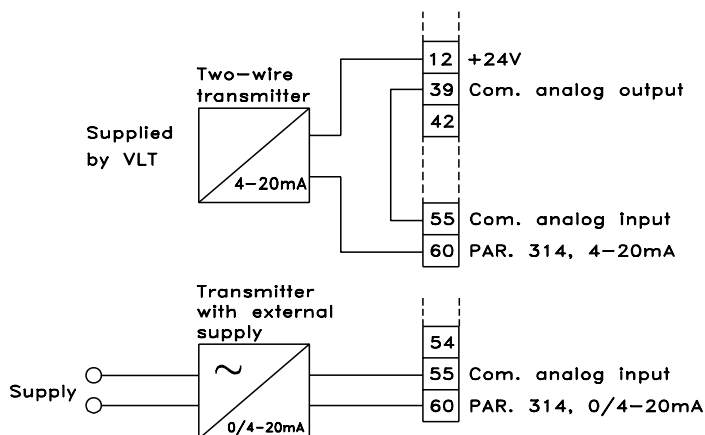 Two-wire
transmitter
Supplied
by VLT
4-20mA
12 +24V
39 Com. analog output
42
55 Com. analog input
60 PAR. 314, 4-20mA
Transmitter
with external
supply
Supply
~
0/4-20mA
54
55 Com. analog input
60 PAR. 314, 0/4-20mA